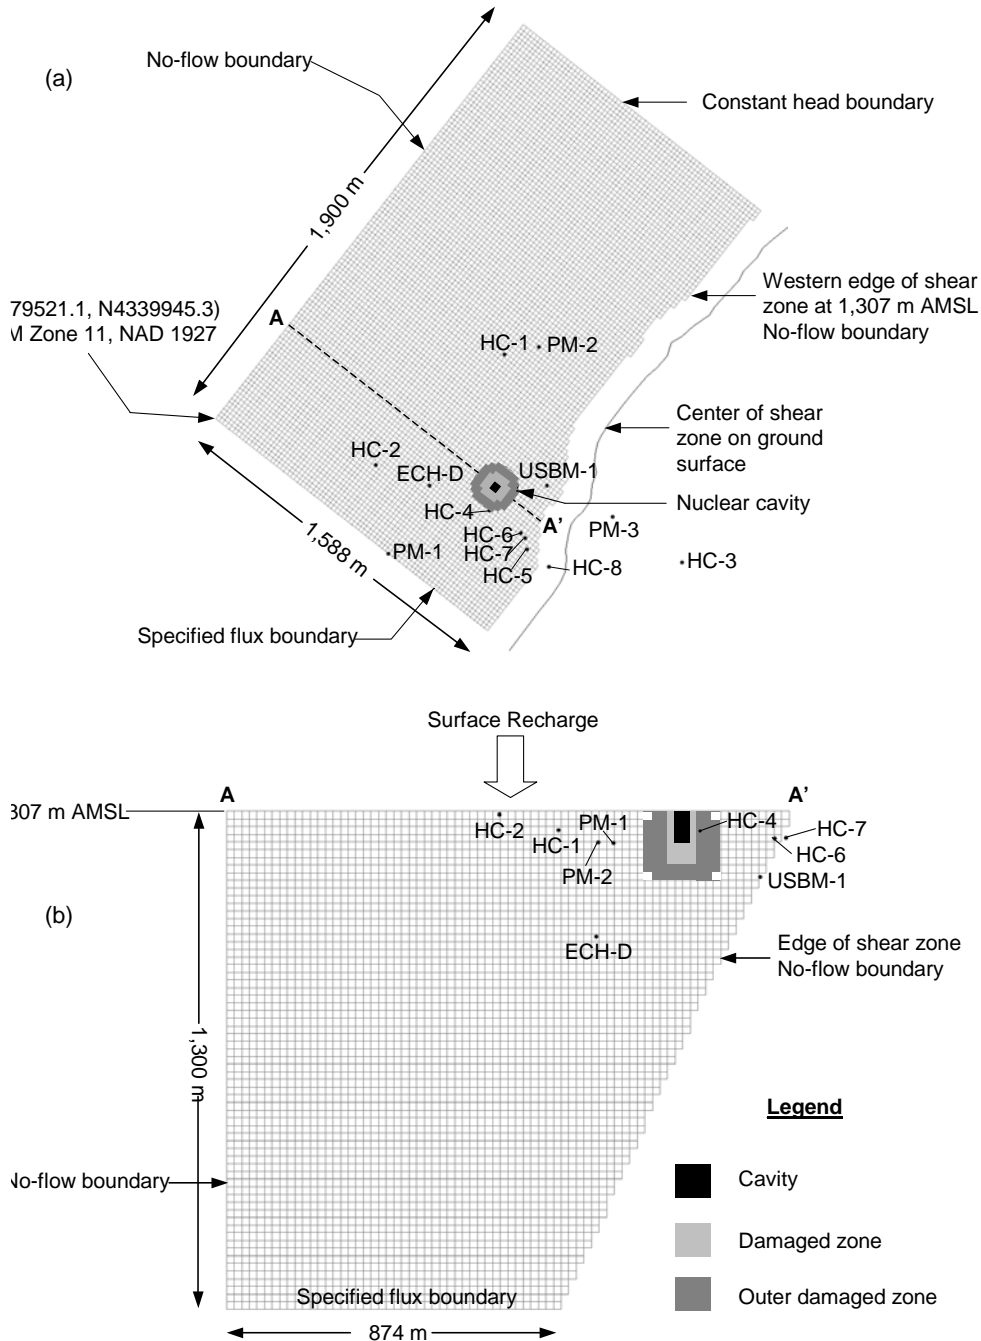 (a)
No-flow boundary
Constant head boundary
1,900 m
79521.1, N4339945.3)
M Zone 11, NAD 1927
A
Western edge of shear
zone at 1,307 m AMSL
No-flow boundary
HC-1
PM-2
Center of shear
zone on ground
surface
HC-2
ECH-D
USBM-1
Nuclear cavity
HC-4
A'
PM-3
HC-6
HC-7
HC-5
HC-8
HC-3
PM-1
1,588 m
Specified flux boundary
Surface Recharge
A
A'
307 m AMSL
HC-2
HC-1
PM-1
PM-2
HC-4
HC-7
HC-6
USBM-1
(b)
ECH-D
Edge of shear zone
No-flow boundary
1,300 m
Legend
No-flow boundary
Cavity
Damaged zone
Outer damaged zone
Specified flux boundary
874 m